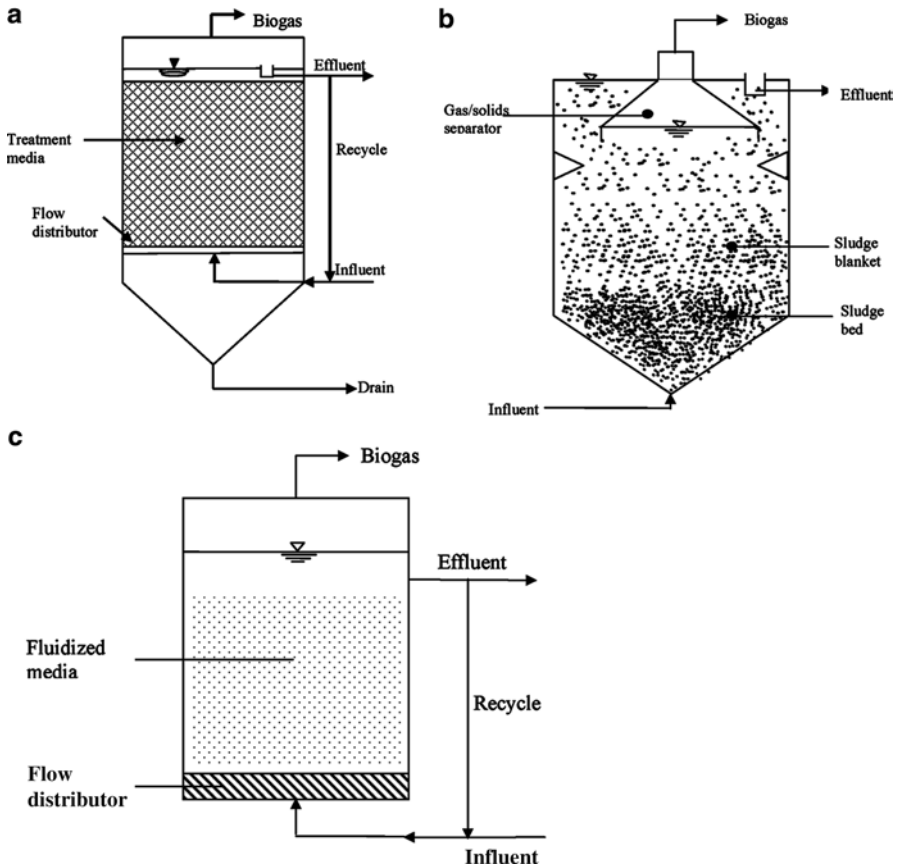 a
Biogas
Effluent
Treatment
media
Recycle
Flow
distributor
Influent
Drain
b
Biogas
Effluent
Gas/solids
separator
Sludge
blanket
Sludge
bed
Influent
c
Biogas
Effluent
Fluidized
media
Recycle
Flow
distributor
Influent